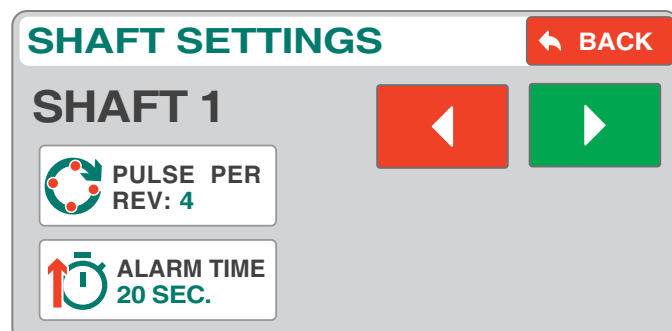 SHAFT SETTINGS
BACK
SHAFT 1
PULSE PER
REV: 4
ALARM TIME
20 SEC.